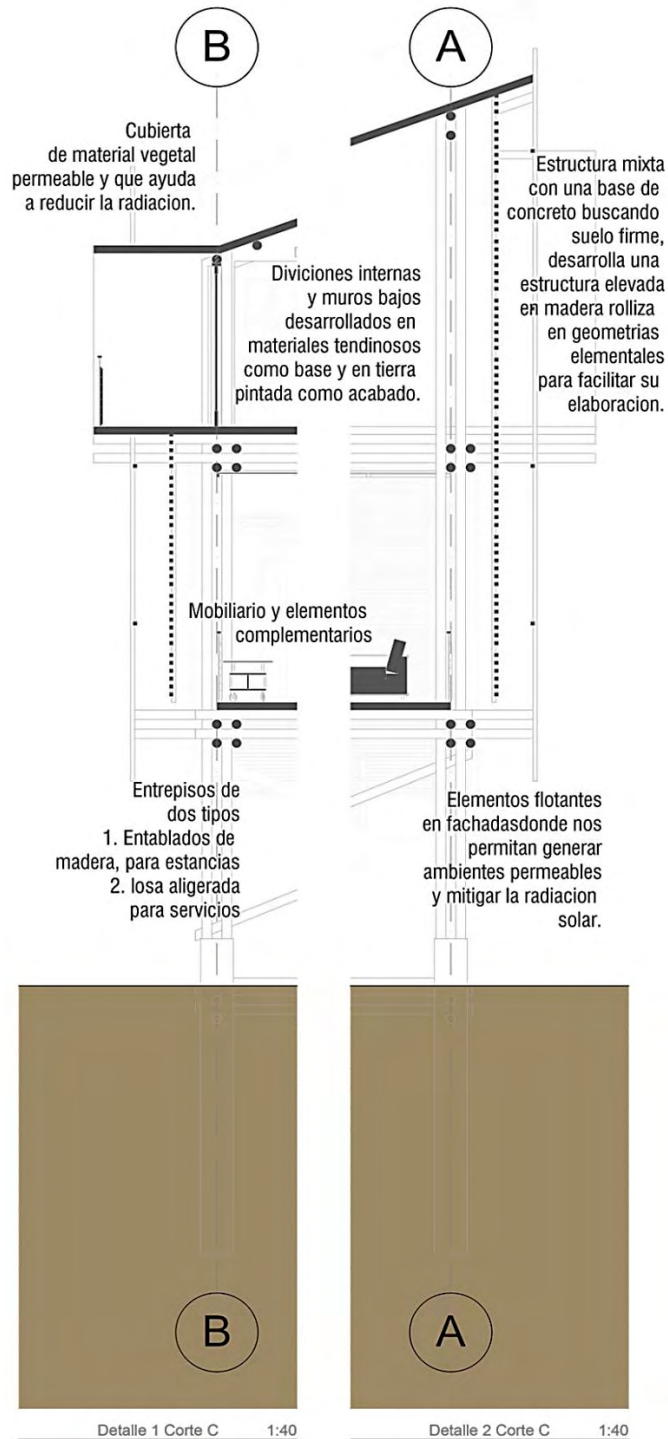 B
A
Cubierta
de material vegetal
permeable y que ayuda
a reducir la radiacion.
Estructura mixta
con una base de
concreto buscando
suelo firme,
desarrolla una
estructura elevada
en madera rolliza
en geometrias
elementales
para facilitar su
elaboracion.
Diviciones internas
y muros bajos
desarrollados en
materiales tendinosos
como base y en tierra
pintada como acabado.
Mobiliario y elementos
complementarios
Entrepisos de
dos tipos
1. Entablados de
madera, para estancias
2. losa aligerada
para servicios
Elementos flotantes
en fachadasdonde nos
permitan generar
ambientes permeables
y mitigar la radiacion
solar.
B
A
Detalle 1 Corte C 1:40
Detalle 2 Corte C 1:40